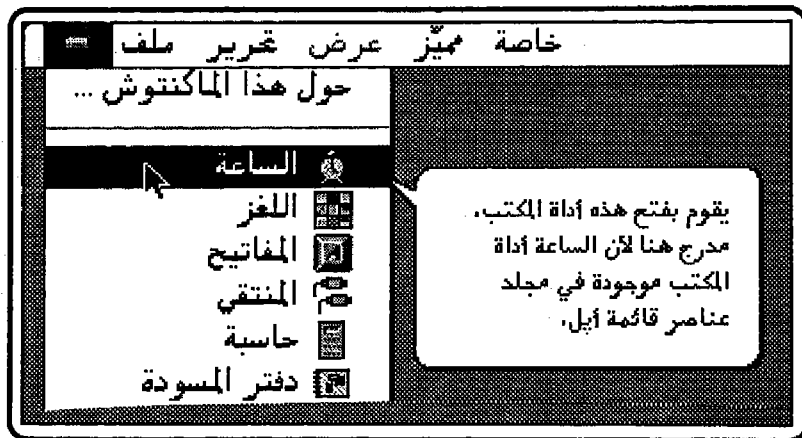 ملف تحرير عرض مميّز خاصة
حول هذا الماكنتوش ...
الساعة
اللغز
المفاتيح
المنتقي
حاسبة
دفتر المسودة
يقوم بفتح هذه أداة المكتب،
مدرج هنا لأن الساعة أداة
المكتب موجودة في مجلد
عناصر قائمة أپل.